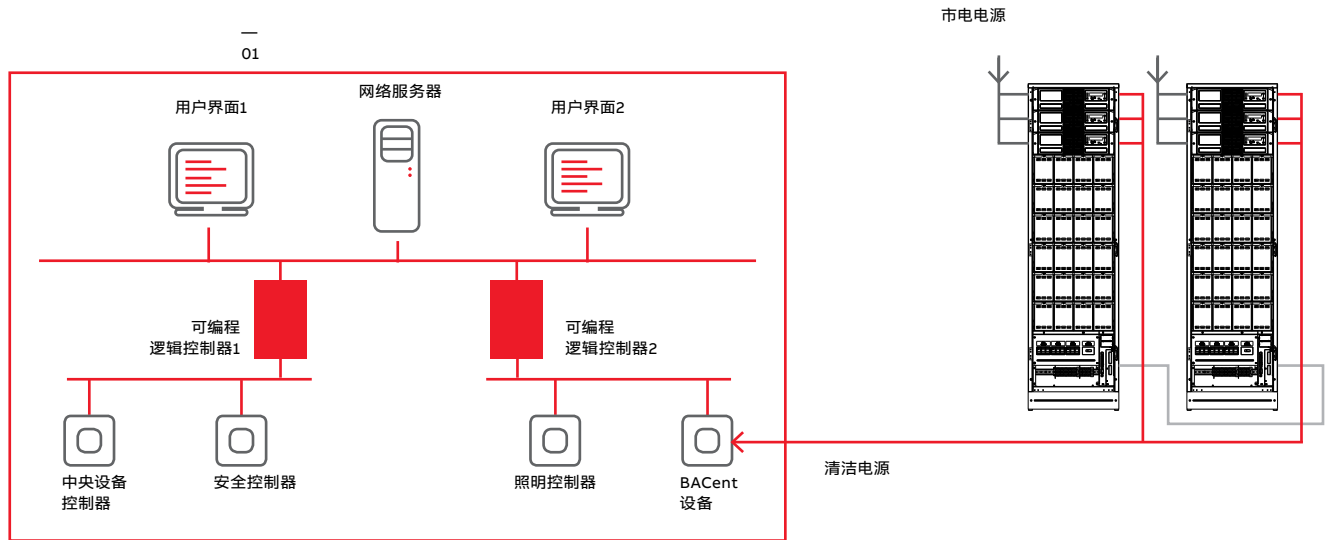 市电电源
—
01
网络服务器
用户界面1
用户界面2
可编程
逻辑控制器1
可编程
逻辑控制器2
中央设备
控制器
安全控制器
照明控制器
BACent
设备
清洁电源